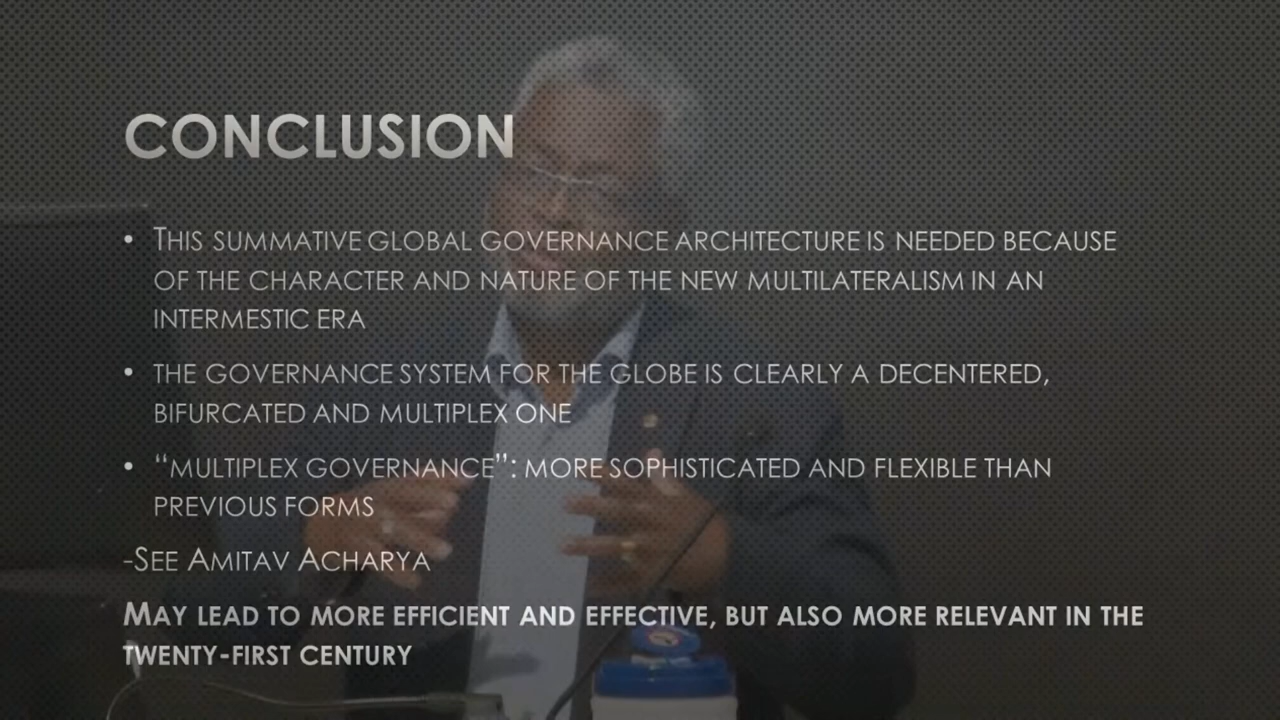 CONCLUSION
• THIS SUMMATIVE GLOBAL GOVERNANCE ARCHITECTURE IS NEEDED BECAUSE
OF THE CHARACTER AND NATURE OF THE NEW MULTILATERALISM IN AN
INTERMESTIC ERA
• THE GOVERNANCE SYSTEM FOR THE GLOBE IS CLEARLY A DECENTERED,
BIFURCATED AND MULTIPLEX ONE
• “MULTIPLEX GOVERNANCE”: MORE SOPHISTICATED AND FLEXIBLE THAN
PREVIOUS FORMS
-SEE AMITAV ACHARYA
MAY LEAD TO MORE EFFICIENT AND EFFECTIVE, BUT ALSO MORE RELEVANT IN THE
TWENTY-FIRST CENTURY